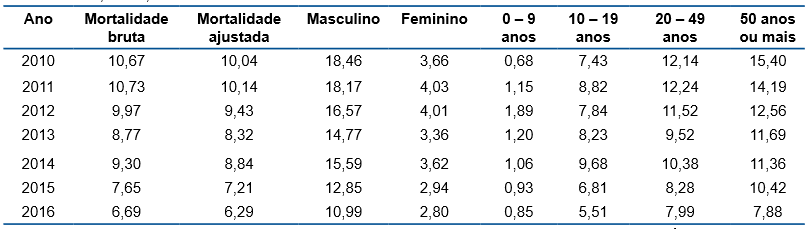 Ano Mortalidade bruta Mortalidade ajustada Masculino Feminino 0 – 9 anos 10 – 19 anos 20 – 49 anos 50 anos ou mais
2010 10,67 10,04 18,46 3,66 0,68 7,43 12,14 15,40
2011 10,73 10,14 18,17 4,03 1,15 8,82 12,24 14,19
2012 9,97 9,43 16,57 4,01 1,89 7,84 11,52 12,56
2013 8,77 8,32 14,77 3,36 1,20 8,23 9,52 11,69
2014 9,30 8,84 15,59 3,62 1,06 9,68 10,38 11,36
2015 7,65 7,21 12,85 2,94 0,93 6,81 8,28 10,42
2016 6,69 6,29 10,99 2,80 0,85 5,51 7,99 7,88